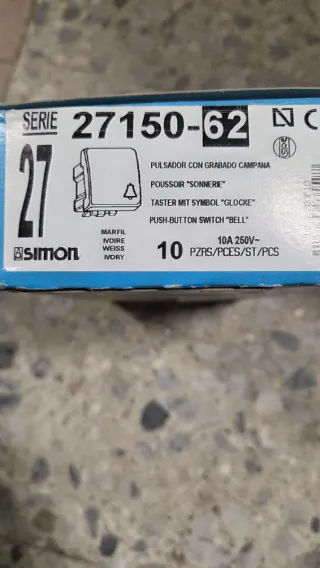 SERIE 27150-62
27
PULSADOR CON GRABADO CAMPANA
POUSSOIR "SONNERIE"
TASTER MIT SYMBOL "GLOCKE"
PUSH-BUTTON SWITCH "BELL"
MARFIL
IVOIRE
WEISS
IVORY
10A 250V~
10 PZAS/PCES/ST/PCS
SIMON